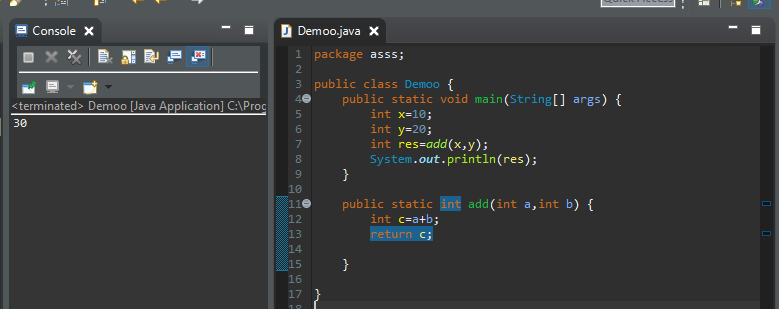 Quick Access
Console
<terminated> Demoo [Java Application] C:\Prog
30
Demoo.java
1 package asss;
2
3 public class Demoo {
4 public static void main(String[] args) {
5 int x=10;
6 int y=20;
7 int res=add(x,y);
8 System.out.println(res);
9 }
10
11 public static int add(int a,int b) {
12 int c=a+b;
13 return c;
14
15 }
16
17 }
18